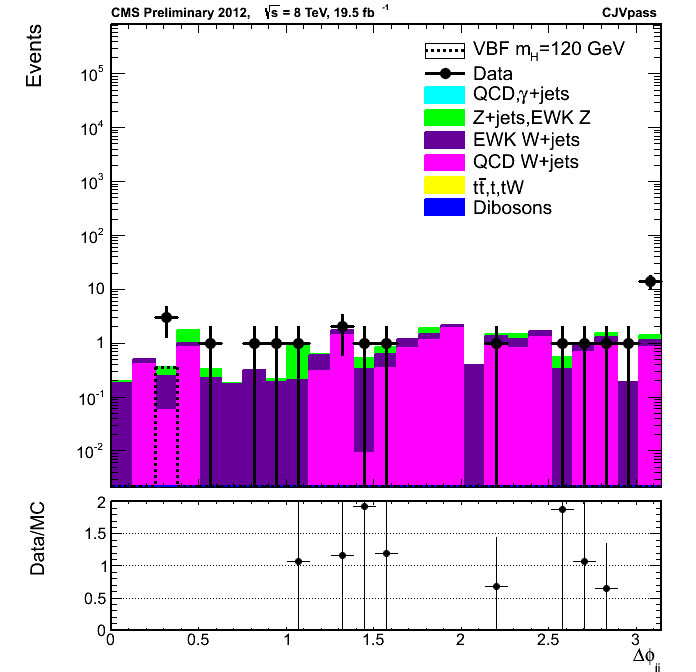 CMS Preliminary 2012, √s = 8 TeV, 19.5 fb⁻¹ CJVpass
Events
VBF m_H=120 GeV
Data
QCD,γ+jets
Z+jets,EWK Z
EWK W+jets
QCD W+jets
tt̄,t,tW
Dibosons
10⁵
10⁴
10³
10²
10
1
10⁻¹
10⁻²
Data/MC
2
1.5
1
0.5
0
0 0.5 1 1.5 2 2.5 3
Δϕ_jj